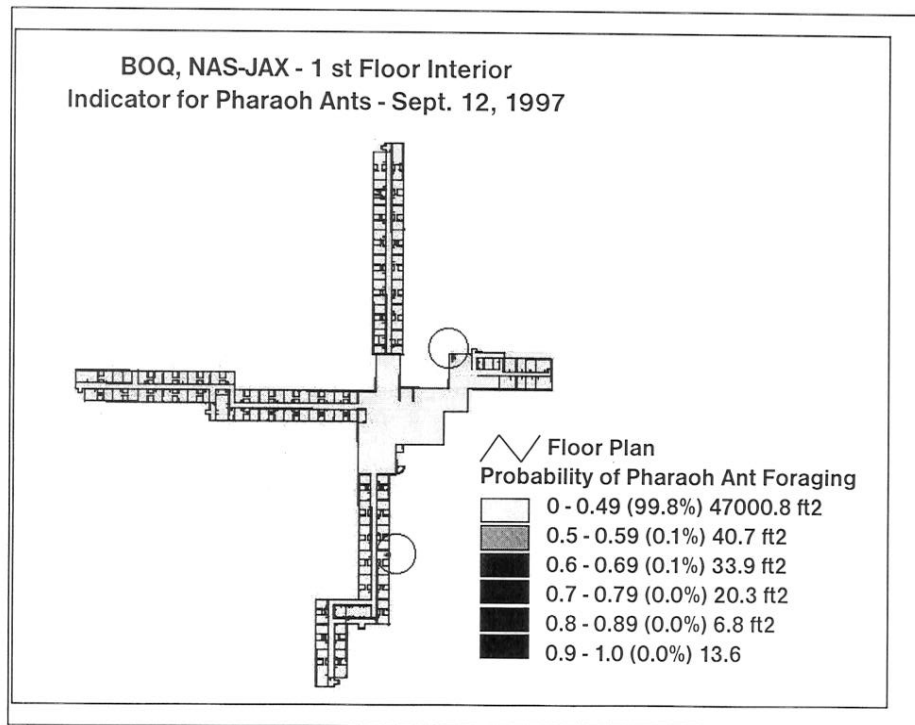 BOQ, NAS-JAX - 1 st Floor Interior
Indicator for Pharaoh Ants - Sept. 12, 1997
Floor Plan
Probability of Pharaoh Ant Foraging
0 - 0.49 (99.8%) 47000.8 ft2
0.5 - 0.59 (0.1%) 40.7 ft2
0.6 - 0.69 (0.1%) 33.9 ft2
0.7 - 0.79 (0.0%) 20.3 ft2
0.8 - 0.89 (0.0%) 6.8 ft2
0.9 - 1.0 (0.0%) 13.6